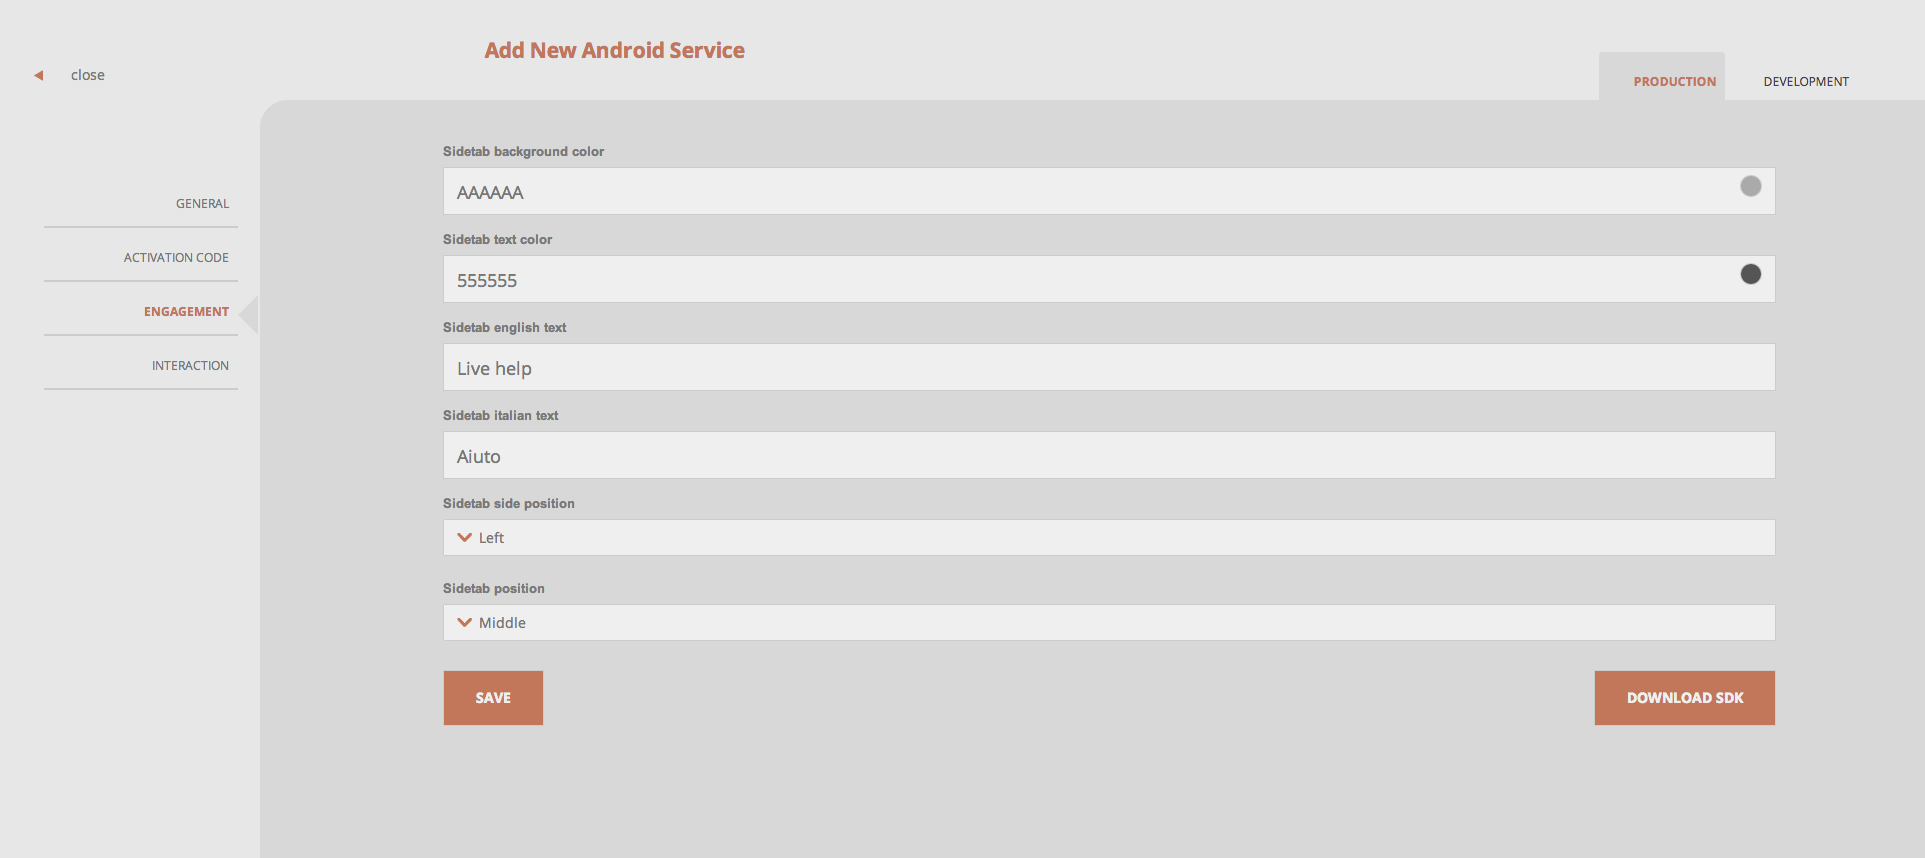 Add New Android Service
close
PRODUCTION
DEVELOPMENT
GENERAL
ACTIVATION CODE
ENGAGEMENT
INTERACTION
Sidetab background color
AAAAAA
Sidetab text color
555555
Sidetab english text
Live help
Sidetab italian text
Aiuto
Sidetab side position
Left
Sidetab position
Middle
SAVE
DOWNLOAD SDK